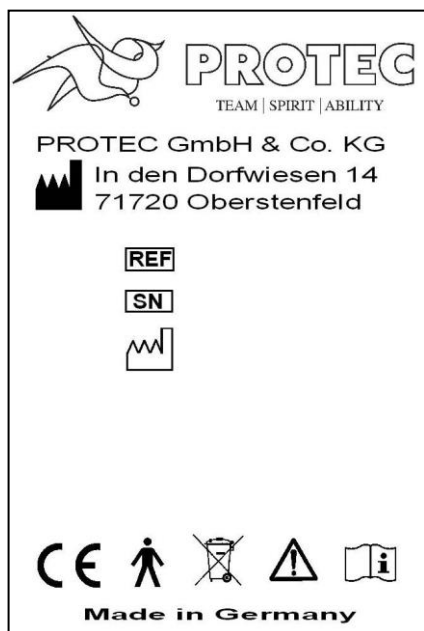 PROTEC
TEAM | SPIRIT | ABILITY
PROTEC GmbH & Co. KG
In den Dorfwiesen 14
71720 Oberstenfeld
REF
SN
CE
i
Made in Germany